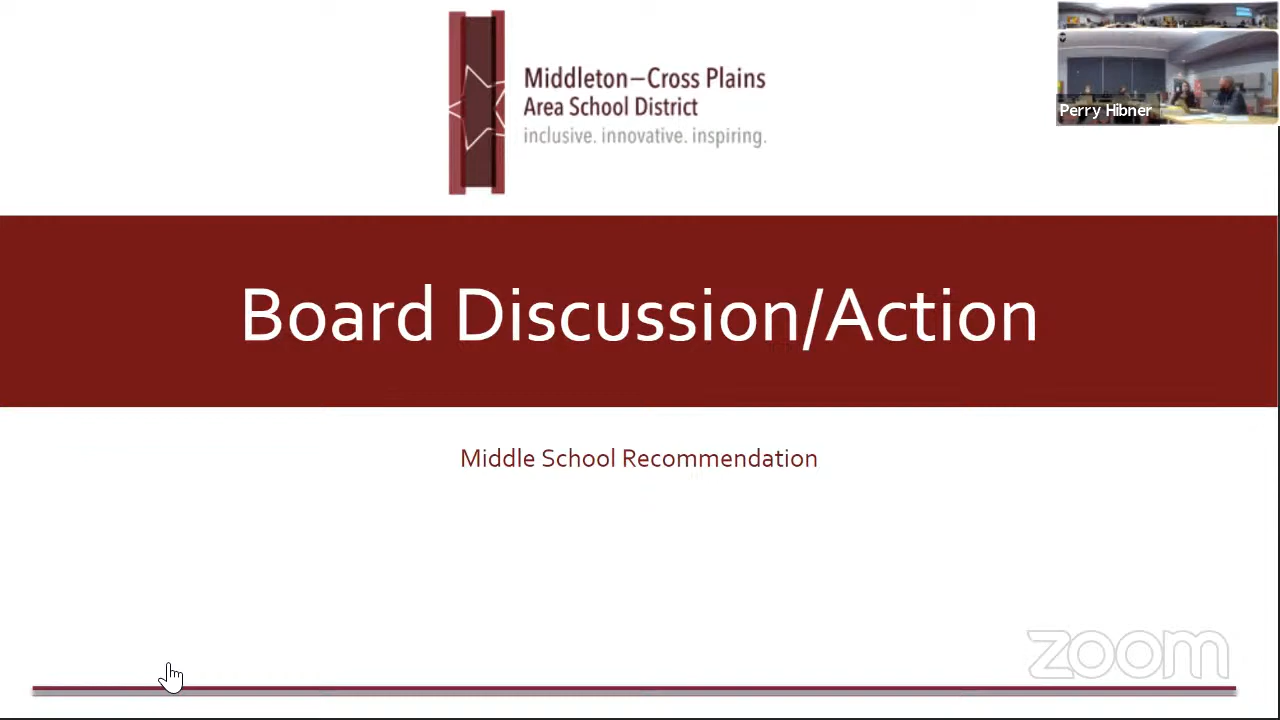 Middleton—Cross Plains
Area School District
inclusive. innovative. inspiring.
Perry Hibner
Board Discussion/Action
Middle School Recommendation
zoom